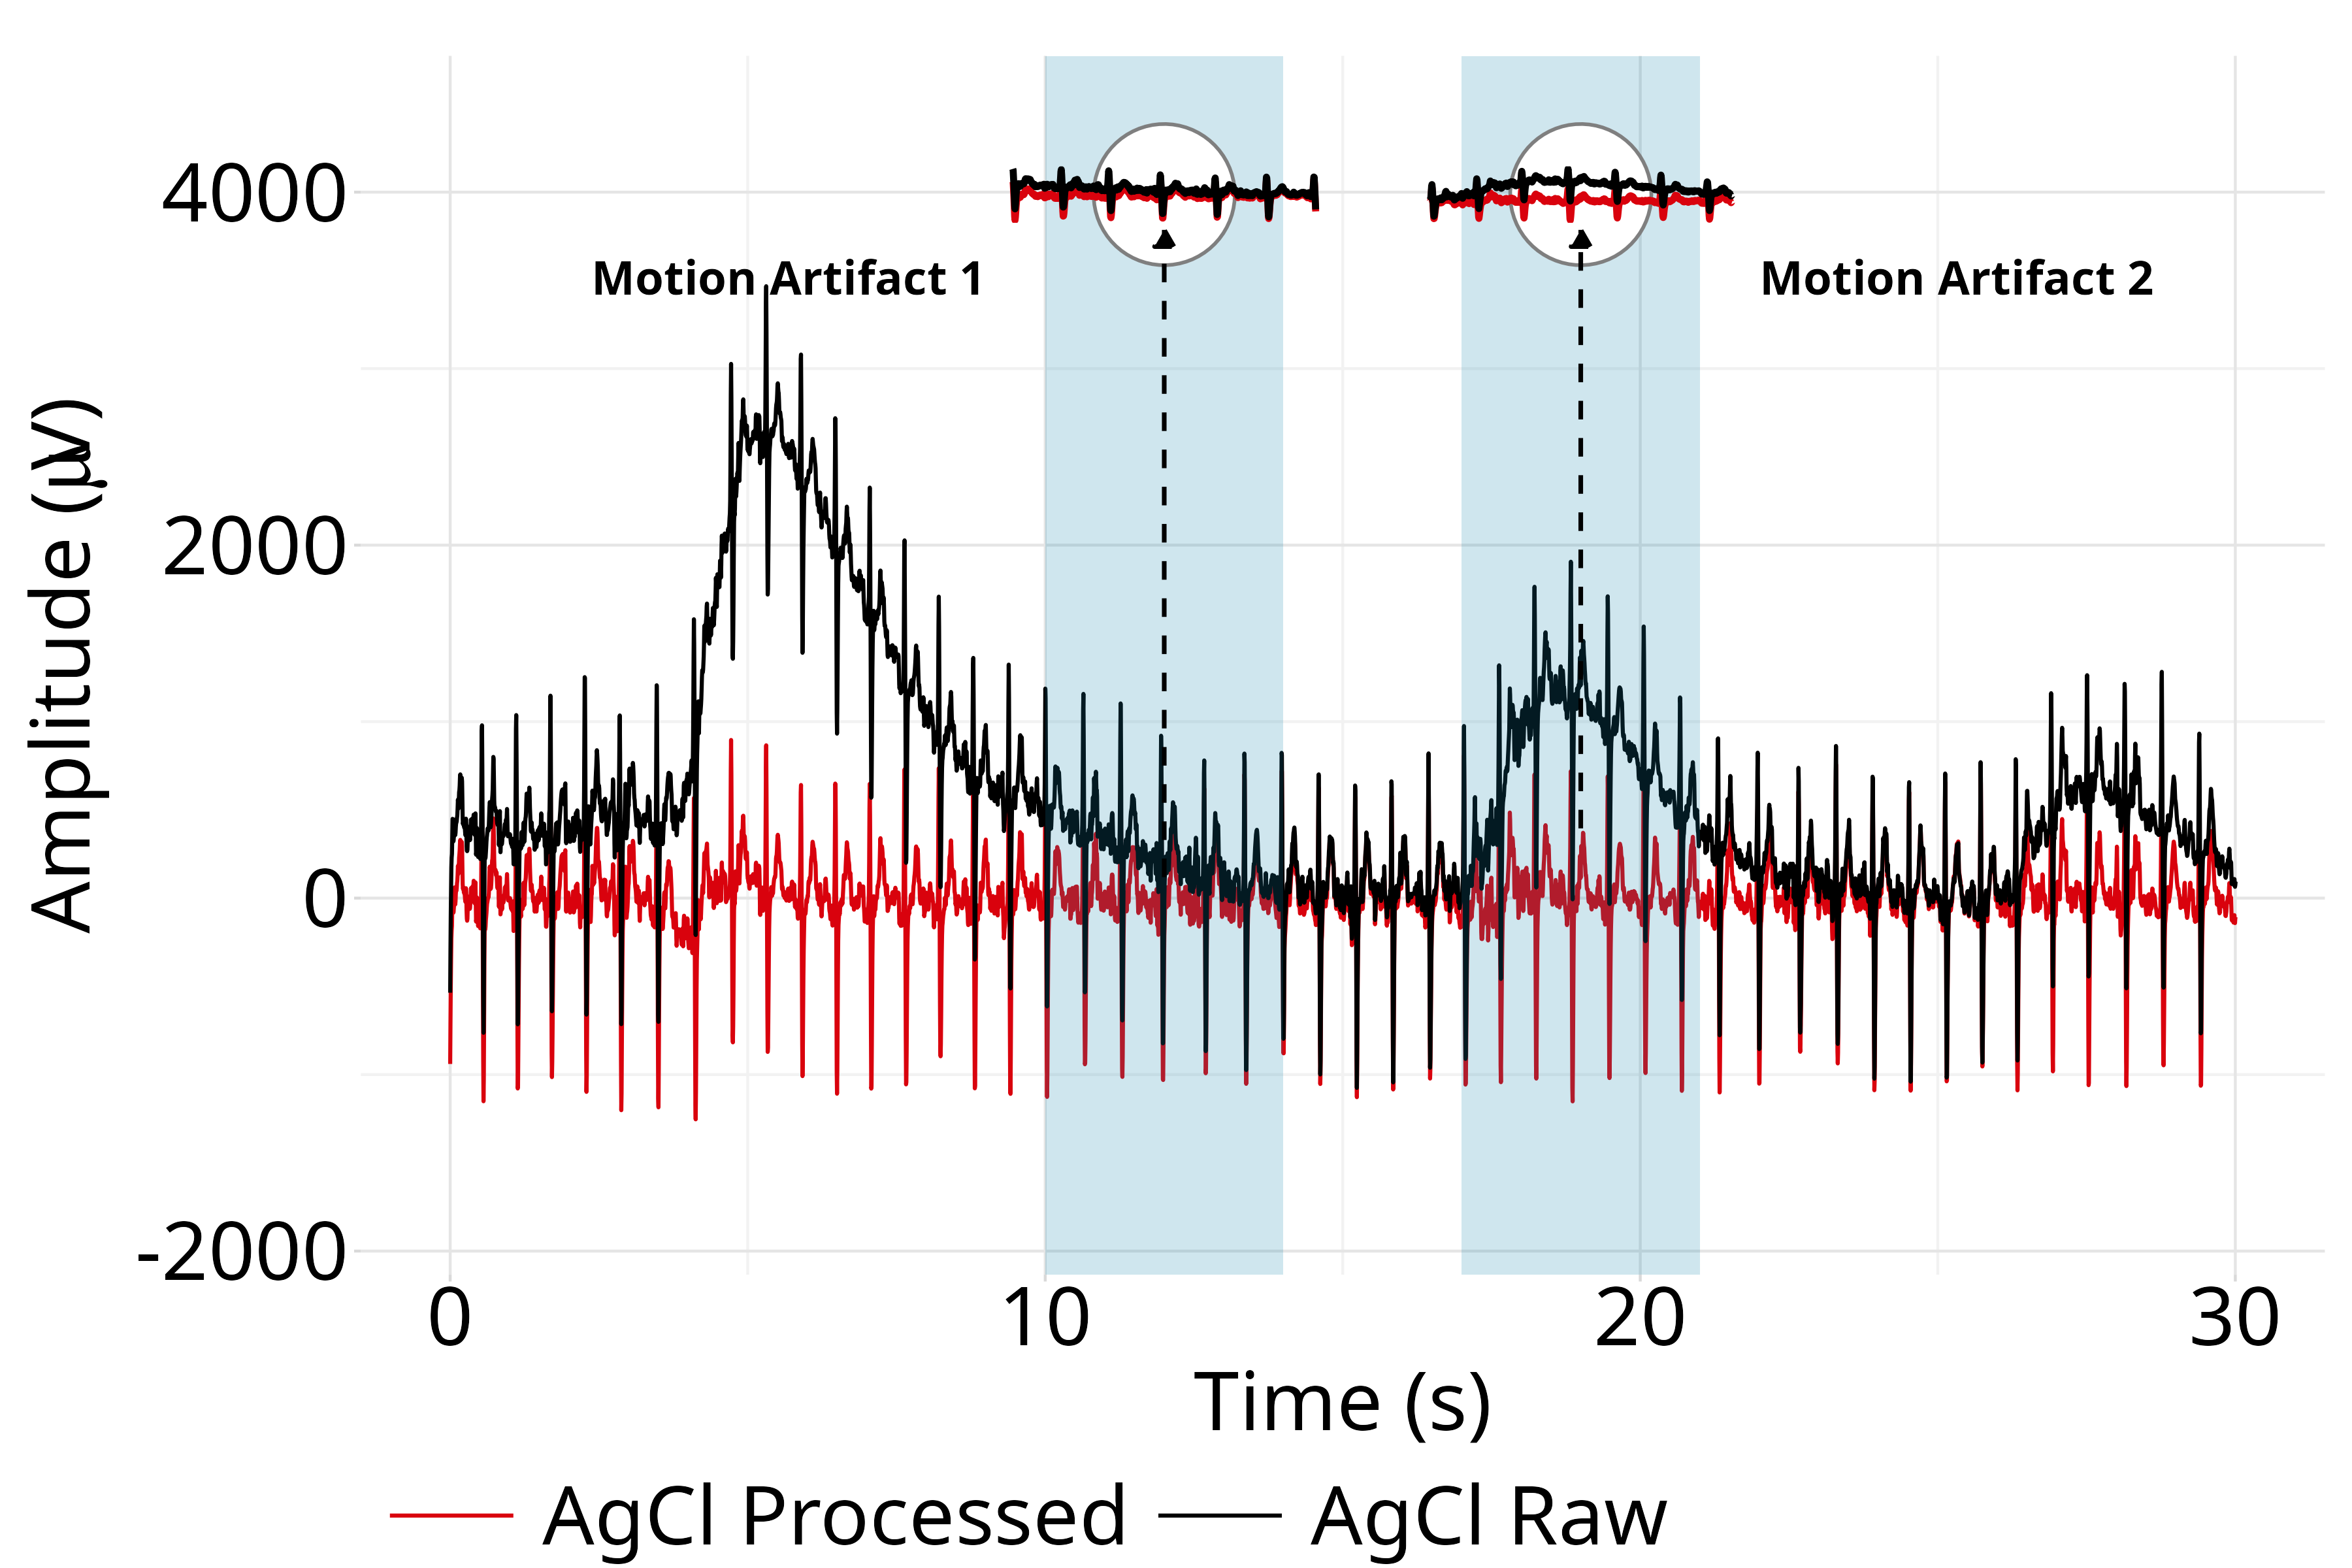 4000
Motion Artifact 1
Motion Artifact 2
2000
Amplitude (µV)
0
-2000
0 10 20 30
Time (s)
AgCl Processed AgCl Raw